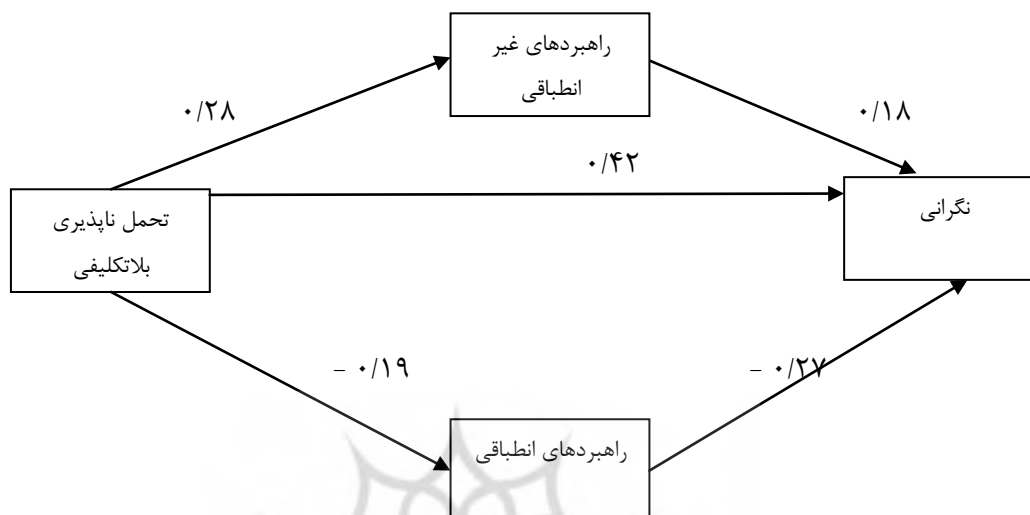 راهبردهای غیر
انطباقی
۰/۲۸
۰/۱۸
۰/۴۲
تحمل ناپذیری
بلاتکلیفی
نگرانی
– ۰/۱۹
– ۰/۲۷
راهبردهای انطباقی